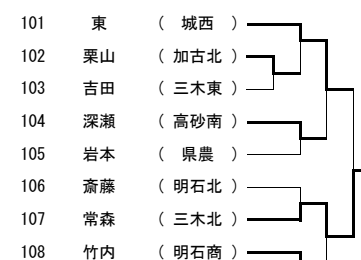 101 東 ( 城西 )
102 栗山 ( 加古北 )
103 吉田 ( 三木東 )
104 深瀬 ( 高砂南 )
105 岩本 ( 県農 )
106 斎藤 ( 明石北 )
107 常森 ( 三木北 )
108 竹内 ( 明石商 )